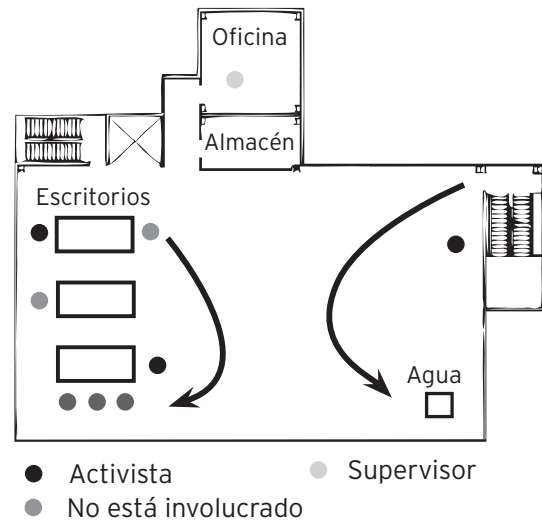 Oficina
Almacén
Escritorios
Agua
Activista
Supervisor
No está involucrado